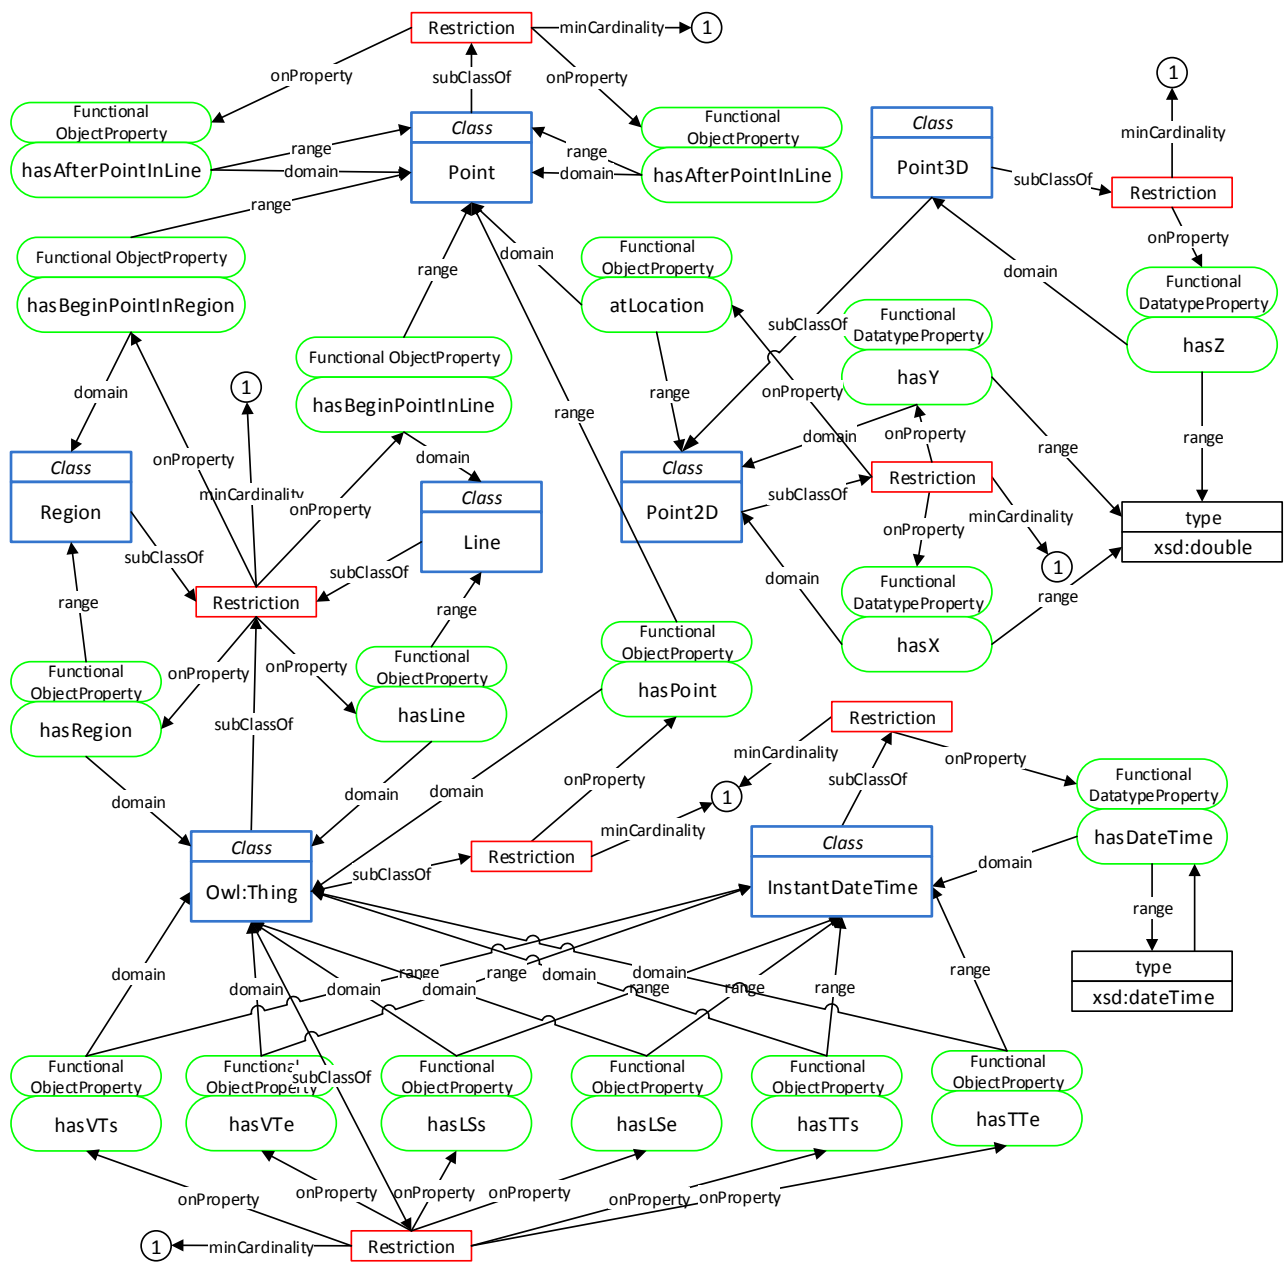 Restriction
minCardinality
1
onProperty
subClassOf
onProperty
1
Functional
ObjectProperty
hasAfterPointInLine
range
domain
Class
Point
range
domain
Functional
ObjectProperty
hasAfterPointInLine
Class
Point3D
minCardinality
subClassOf
Restriction
range
onProperty
Functional ObjectProperty
hasBeginPointInRegion
range
domain
Functional
ObjectProperty
atLocation
domain
Functional
DatatypeProperty
hasZ
subClassOf
Functional
DatatypeProperty
hasY
Functional ObjectProperty
hasBeginPointInLine
domain
1
range
onProperty
range
domain
onProperty
range
range
Class
Region
onProperty
domain
minCardinality
onProperty
Class
Line
Class
Point2D
subClassOf
Restriction
onProperty
minCardinality
type
xsd:double
subClassOf
subClassOf
domain
1
Functional
DatatypeProperty
hasX
range
range
Restriction
range
Functional
ObjectProperty
hasRegion
onProperty
onProperty
Functional
ObjectProperty
hasLine
Functional
ObjectProperty
hasPoint
subClassOf
Restriction
minCardinality
onProperty
subClassOf
onProperty
Functional
DatatypeProperty
hasDateTime
domain
domain
domain
1
minCardinality
Class
Owl:Thing
subClassOf
Restriction
Class
InstantDateTime
domain
range
type
xsd:dateTime
domain
range
domain
domain
range
domain
domain
domain
range
range
range
range
Functional
ObjectProperty
hasVTs
Functional
ObjectProperty
hasVTe
subClassOf
Functional
ObjectProperty
hasLSs
Functional
ObjectProperty
hasLSe
Functional
ObjectProperty
hasTTs
Functional
ObjectProperty
hasTTe
onProperty
onProperty
onProperty
onProperty
onProperty
onProperty
1
minCardinality
Restriction